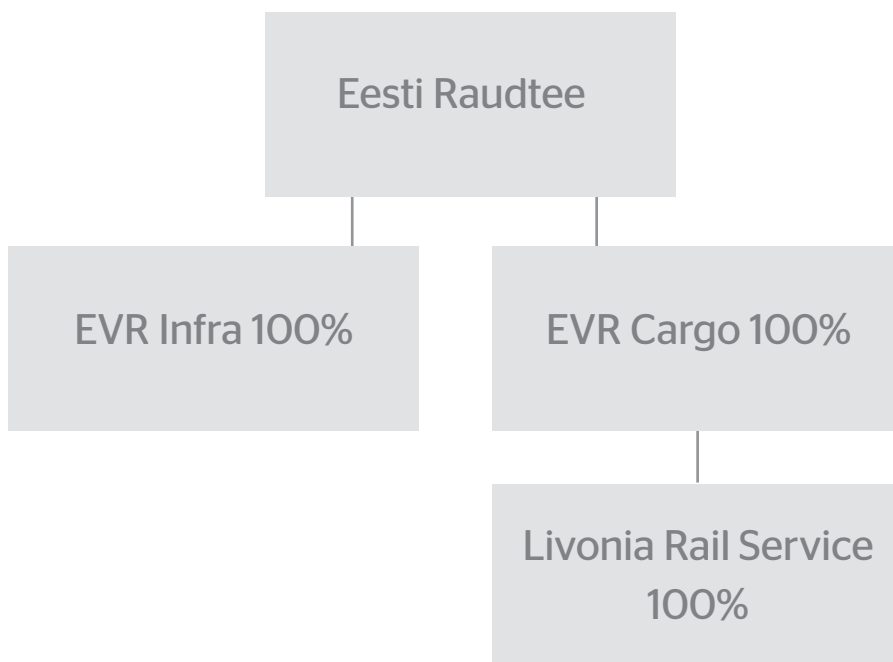 Eesti Raudtee
EVR Infra 100%
EVR Cargo 100%
Livonia Rail Service
100%